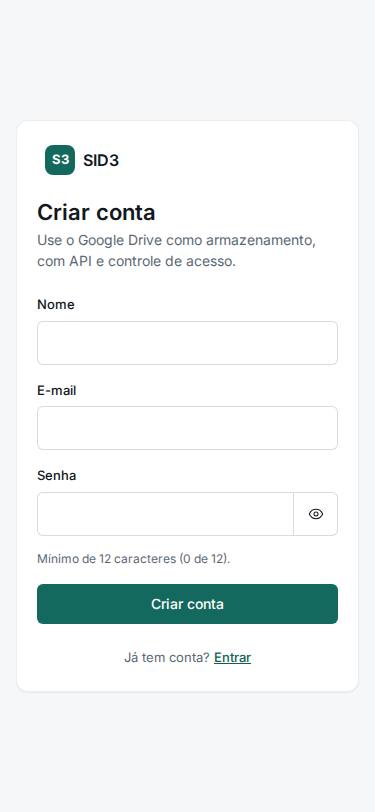 S3 SID3
Criar conta
Use o Google Drive como armazenamento,
com API e controle de acesso.
Nome
E-mail
Senha
Mínimo de 12 caracteres (0 de 12).
Criar conta
Já tem conta? Entrar